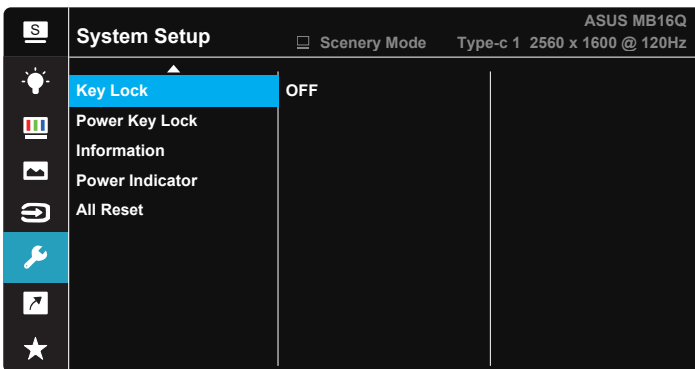 S
System Setup
ASUS MB16Q
Scenery Mode
Type-c 1 2560 x 1600 @ 120Hz
Key Lock
OFF
Power Key Lock
Information
Power Indicator
All Reset